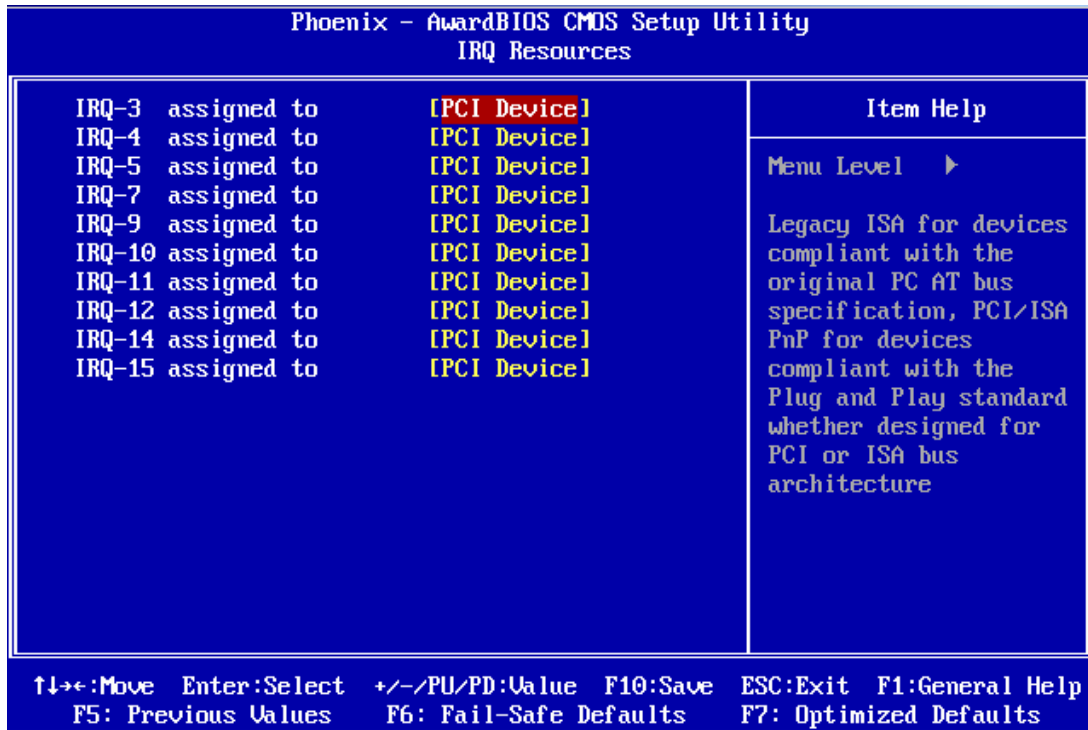 Phoenix - AwardBIOS CMOS Setup Utility
IRQ Resources
IRQ-3 assigned to [PCI Device]
IRQ-4 assigned to [PCI Device]
IRQ-5 assigned to [PCI Device]
IRQ-7 assigned to [PCI Device]
IRQ-9 assigned to [PCI Device]
IRQ-10 assigned to [PCI Device]
IRQ-11 assigned to [PCI Device]
IRQ-12 assigned to [PCI Device]
IRQ-14 assigned to [PCI Device]
IRQ-15 assigned to [PCI Device]
Item Help
Menu Level ▶
Legacy ISA for devices
compliant with the
original PC AT bus
specification, PCI/ISA
PnP for devices
compliant with the
Plug and Play standard
whether designed for
PCI or ISA bus
architecture
↑↓→←:Move Enter:Select +/-/PU/PD:Value F10:Save ESC:Exit F1:General Help
F5: Previous Values F6: Fail-Safe Defaults F7: Optimized Defaults